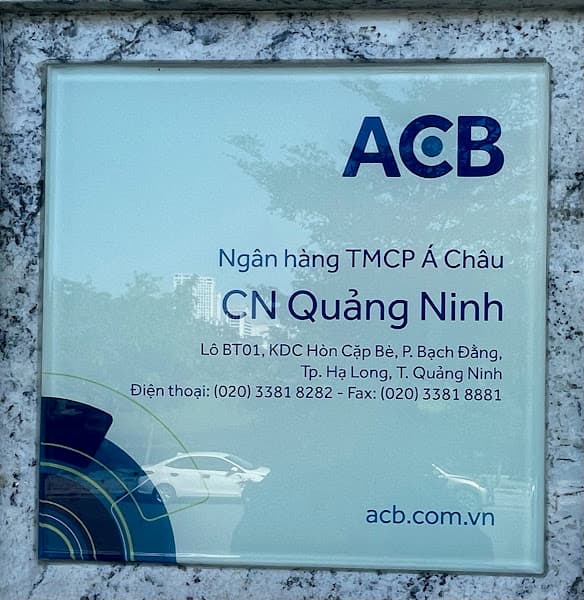 ACB
Ngân hàng TMCP Á Châu
CN Quảng Ninh
Lô BT01, KDC Hòn Cặp Bè, P. Bạch Đằng,
Tp. Hạ Long, T. Quảng Ninh
Điện thoại: (020) 3381 8282 - Fax: (020) 3381 8881
acb.com.vn